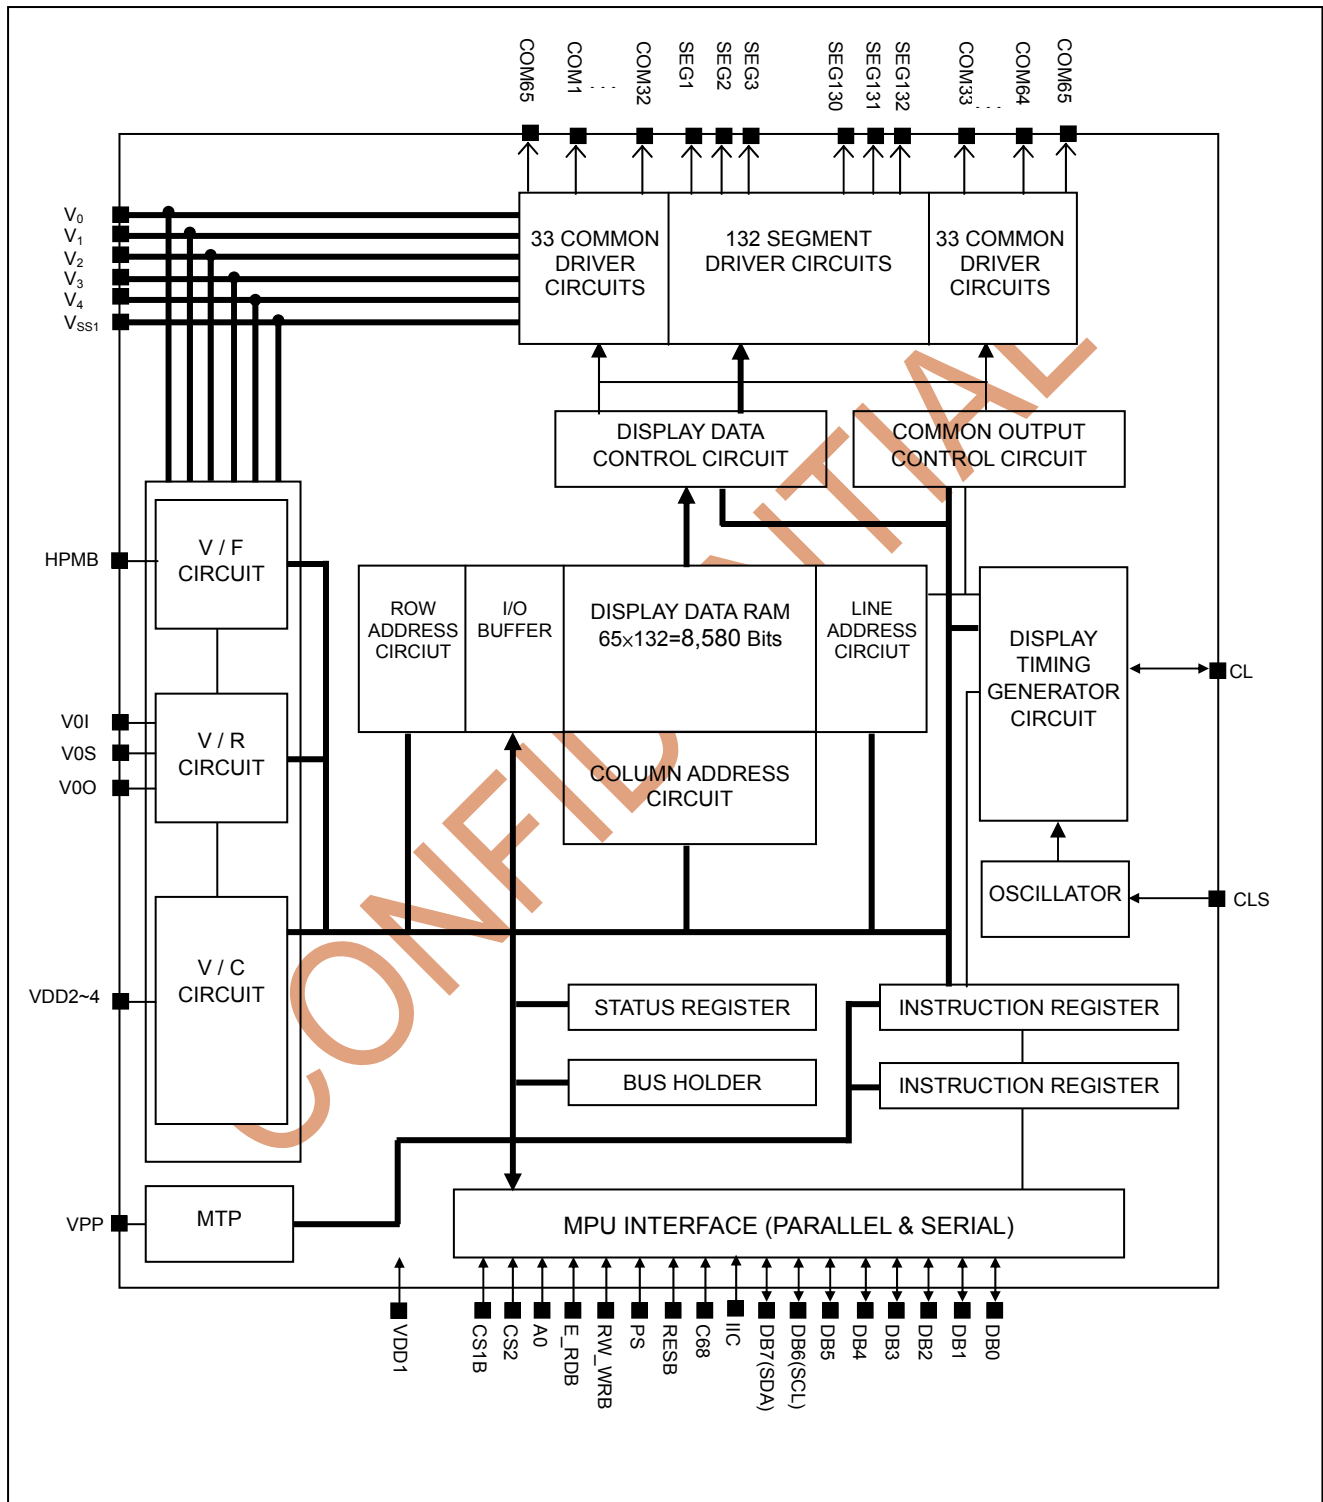 COM65
COM1
. . .
COM32
SEG1
SEG2
SEG3
SEG130
SEG131
SEG132
COM33
. . .
COM64
COM65
V0
V1
V2
V3
V4
VSS1
33 COMMON
DRIVER
CIRCUITS
132 SEGMENT
DRIVER CIRCUITS
33 COMMON
DRIVER
CIRCUITS
DISPLAY DATA
CONTROL CIRCUIT
COMMON OUTPUT
CONTROL CIRCUIT
HPMB
V / F
CIRCUIT
ROW
ADDRESS
CIRCIUT
I/O
BUFFER
DISPLAY DATA RAM
65x132=8,580 Bits
LINE
ADDRESS
CIRCIUT
DISPLAY
TIMING
GENERATOR
CIRCUIT
CL
V0I
V0S
V0O
V / R
CIRCUIT
COLUMN ADDRESS
CIRCUIT
OSCILLATOR
CLS
V / C
CIRCUIT
VDD2~4
STATUS REGISTER
INSTRUCTION REGISTER
BUS HOLDER
INSTRUCTION REGISTER
VPP
MTP
MPU INTERFACE (PARALLEL & SERIAL)
VDD1
CS1B
CS2
A0
E_RDB
RW_WRB
PS
RESB
C68
IIC
DB7(SDA)
DB6(SCL)
DB5
DB4
DB3
DB2
DB1
DB0